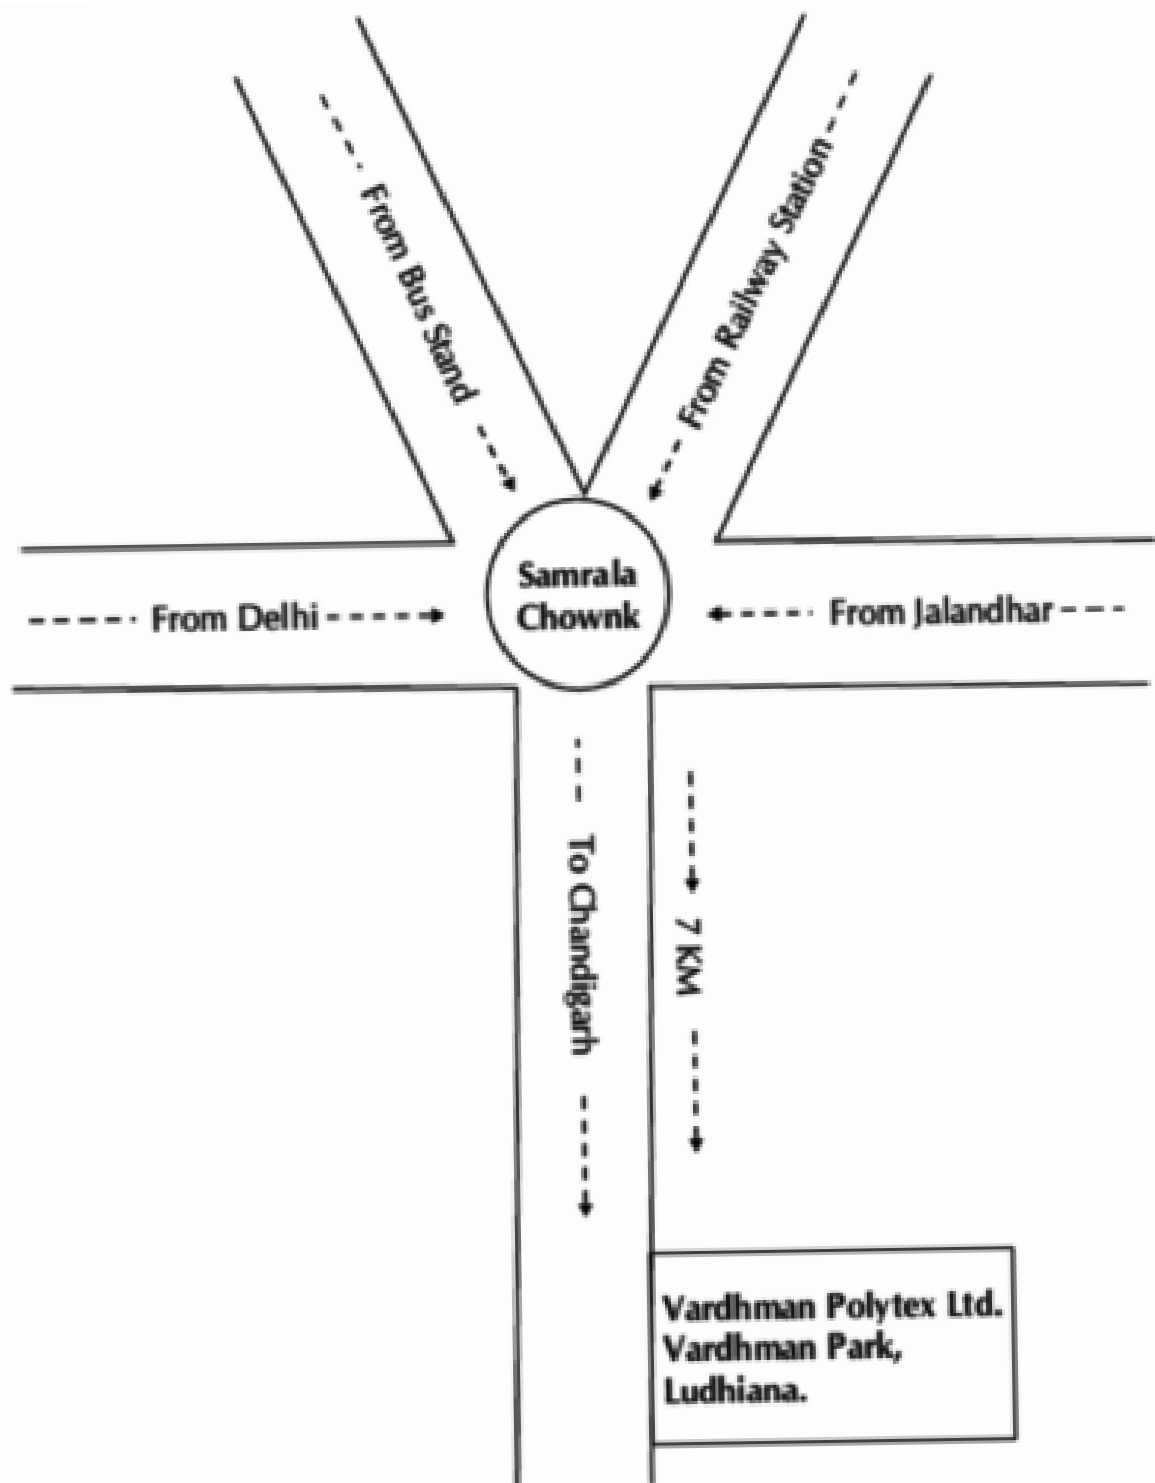 From Bus Stand
From Railway Station
Samrala
Chownk
From Delhi
From Jalandhar
To Chandigarh
7 KM
Vardhman Polytex Ltd.
Vardhman Park,
Ludhiana.